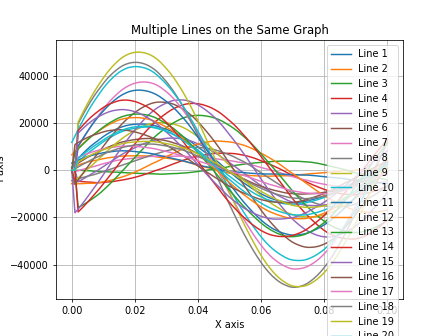 Multiple Lines on the Same Graph
40000
20000
0
−20000
−40000
axis
0.00
0.02
0.04
0.06
X axis
Line 1
Line 2
Line 3
Line 4
Line 5
Line 6
Line 7
Line 8
Line 9
Line 10
Line 11
Line 12
Line 13
Line 14
Line 15
Line 16
Line 17
Line 18
Line 19
Line 20